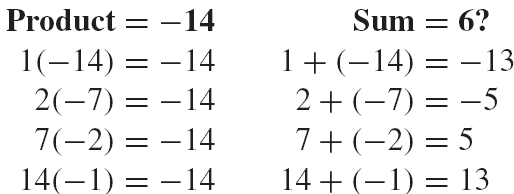 Product = −14 Sum = 6?
1(−14) = −14 1 + (−14) = −13
2(−7) = −14 2 + (−7) = −5
7(−2) = −14 7 + (−2) = 5
14(−1) = −14 14 + (−1) = 13